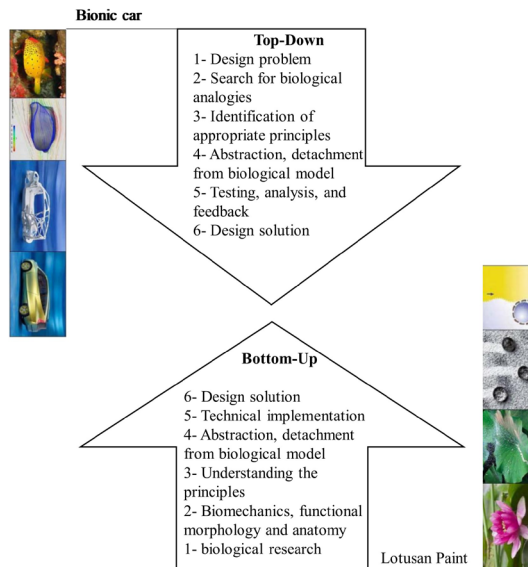 Bionic car
Top-Down
1- Design problem
2- Search for biological
analogies
3- Identification of
appropriate principles
4- Abstraction, detachment
from biological model
5- Testing, analysis, and
feedback
6- Design solution
Bottom-Up
6- Design solution
5- Technical implementation
4- Abstraction, detachment
from biological model
3- Understanding the
principles
2- Biomechanics, functional
morphology and anatomy
1- biological research
Lotusan Paint